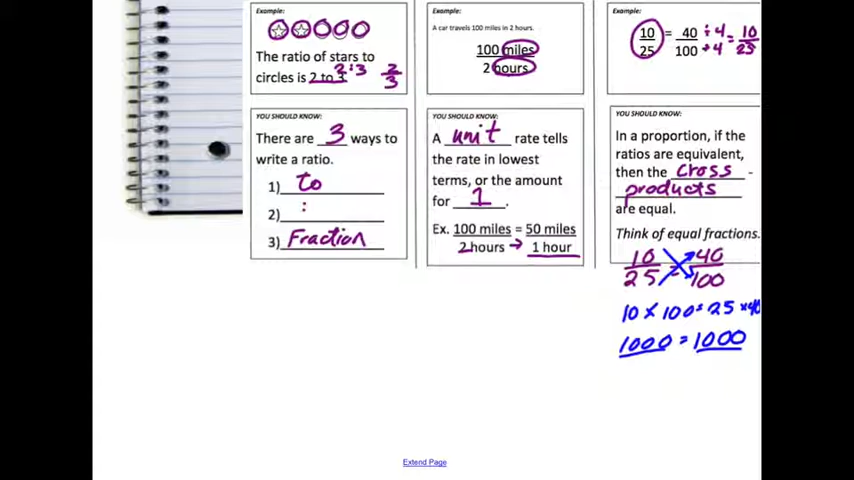 Example:
The ratio of stars to
circles is 2 to 3
2:3
2
3
YOU SHOULD KNOW:
There are 3 ways to
write a ratio.
1) to
2) :
3) Fraction
Example:
A car travels 100 miles in 2 hours.
100 miles
2 hours
YOU SHOULD KNOW:
A unit rate tells
the rate in lowest
terms, or the amount
for 1.
Ex. 100 miles = 50 miles
2 hours → 1 hour
Example:
10 = 40 ÷4 = 10
25 100 ÷4 25
YOU SHOULD KNOW:
In a proportion, if the
ratios are equivalent,
then the cross -
products
are equal.
Think of equal fractions.
10 = 40
25 100
10 x 100 = 25 x 40
1000 = 1000
Extend Page